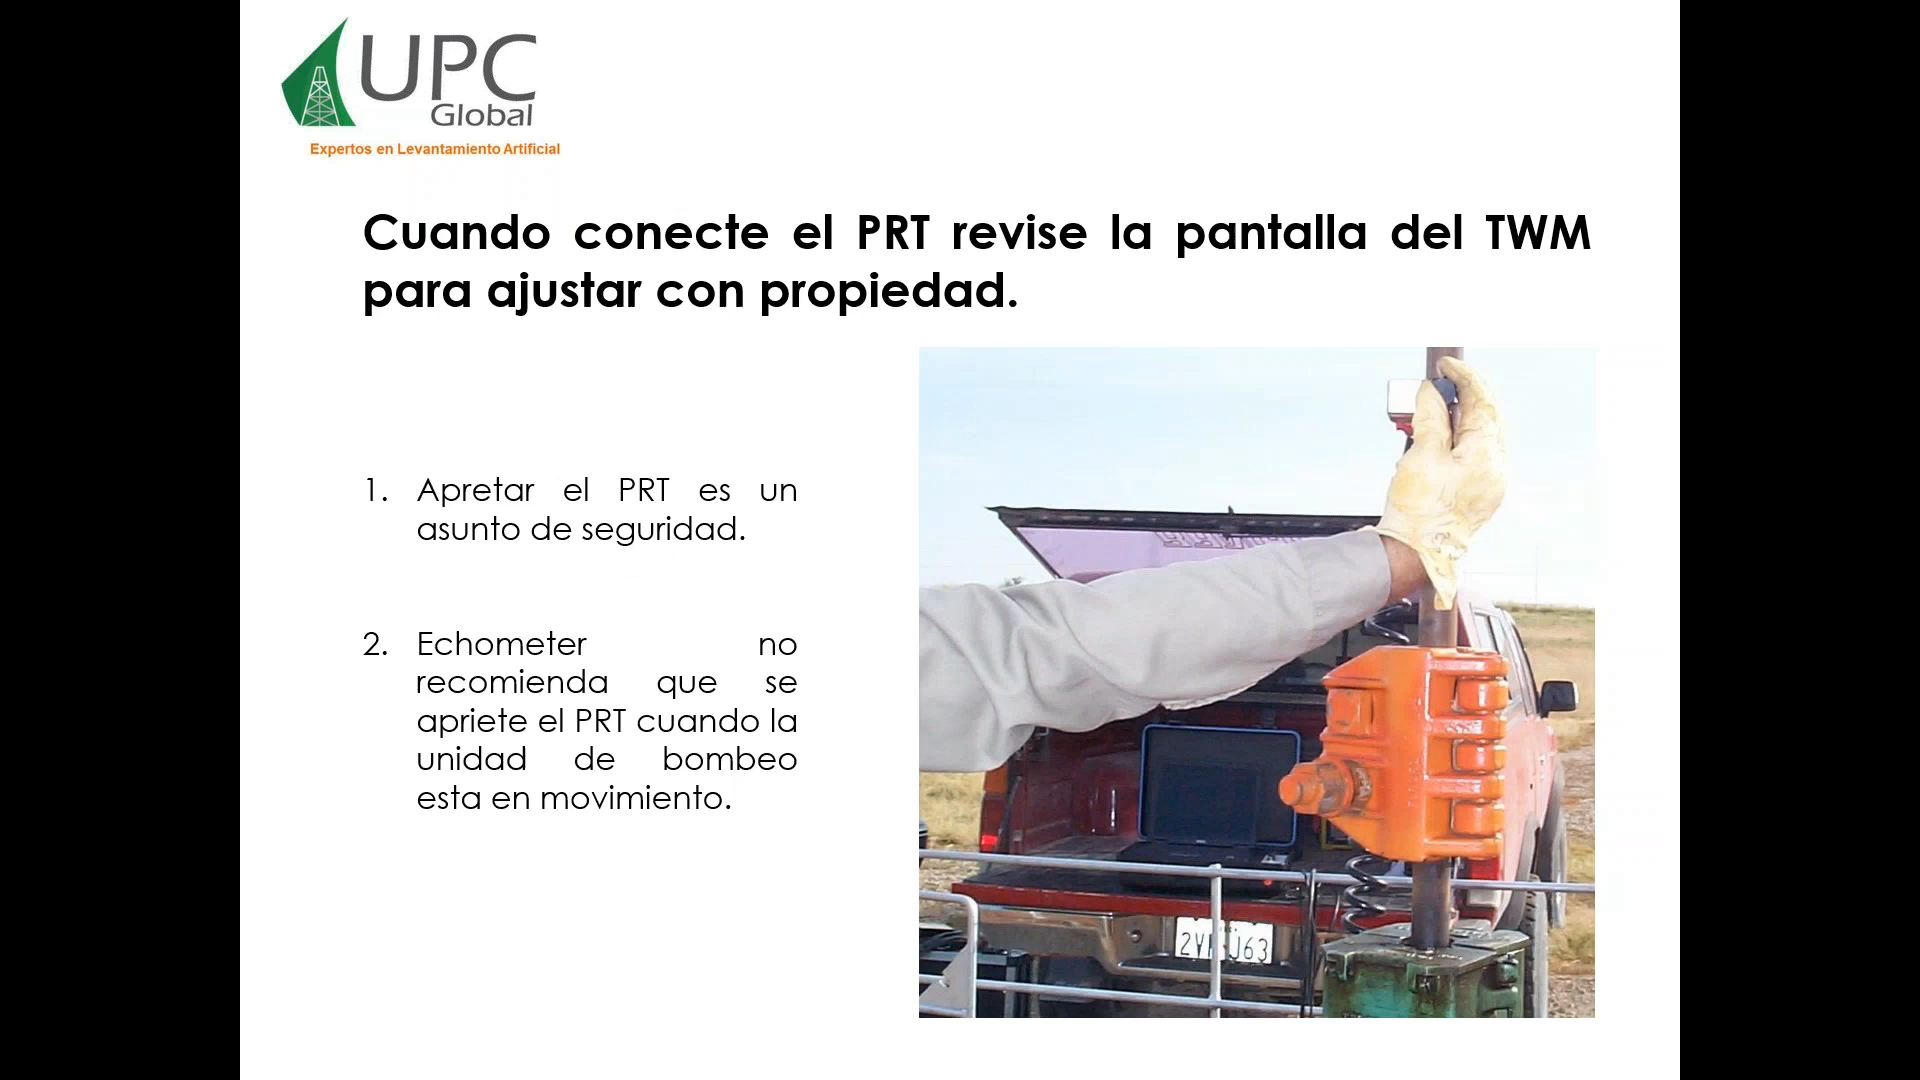 UPC
Global
Expertos en Levantamiento Artificial
Cuando conecte el PRT revise la pantalla del TWM
para ajustar con propiedad.
1. Apretar el PRT es un
asunto de seguridad.
2. Echometer no
recomienda que se
apriete el PRT cuando la
unidad de bombeo
esta en movimiento.